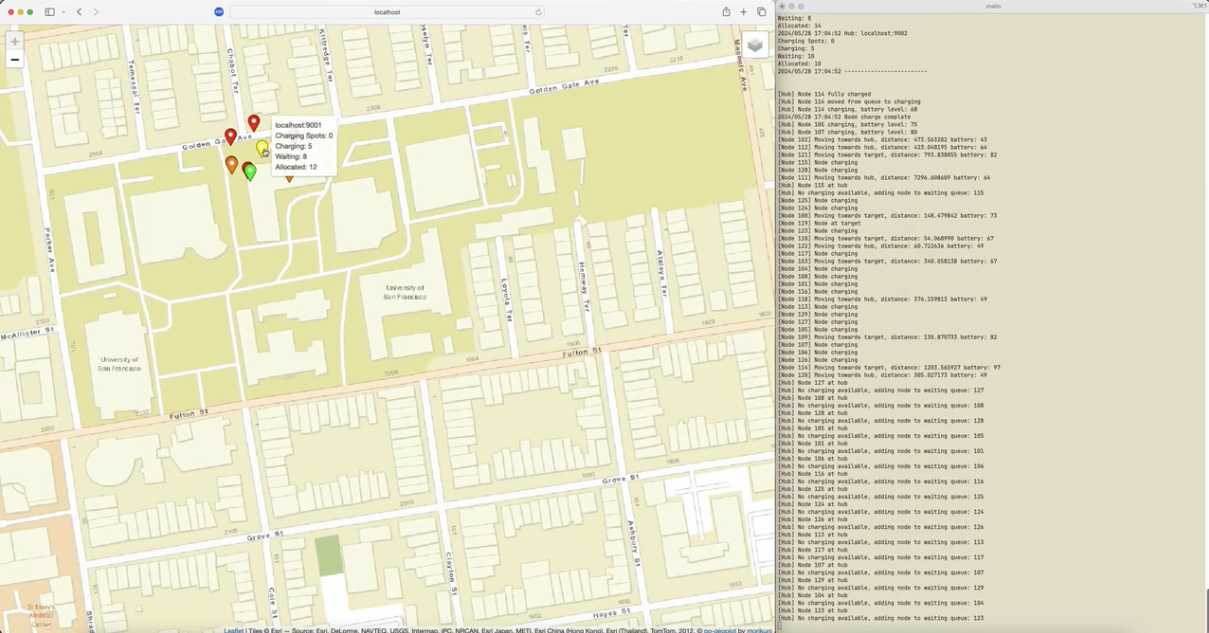 localhost
main
Waiting: 8
Allocated: 14
2024/05/28 17:04:52 Hub: localhost:9002
Charging Spots: 0
Charging: 5
Waiting: 10
Allocated: 10
2024/05/28 17:04:52 --------------------------
[Hub] Node 114 fully charged
[Hub] Node 114 moved from queue to charging
[Hub] Node 114 charging, battery level: 68
2024/05/28 17:04:52 Node charge complete
[Hub] Node 105 charging, battery level: 75
[Hub] Node 107 charging, battery level: 80
[Node 102] Moving towards hub, distance: 473.563202 battery: 43
[Node 112] Moving towards hub, distance: 423.048195 battery: 64
[Node 121] Moving towards target, distance: 793.838855 battery: 82
[Node 115] Node charging
[Node 128] Node charging
[Node 111] Moving towards hub, distance: 7296.608609 battery: 64
[Hub] Node 115 at hub
[Hub] No charging available, adding node to waiting queue: 115
[Node 125] Node charging
[Node 124] Node charging
[Node 100] Moving towards target, distance: 148.479842 battery: 73
[Node 119] Node at target
[Node 123] Node charging
[Node 110] Moving towards target, distance: 54.068990 battery: 67
[Node 122] Moving towards hub, distance: 60.722636 battery: 49
[Node 117] Node charging
[Node 103] Moving towards target, distance: 340.058138 battery: 67
[Node 104] Node charging
[Node 108] Node charging
[Node 101] Node charging
[Node 116] Node charging
[Node 118] Moving towards hub, distance: 374.159813 battery: 49
[Node 113] Node charging
[Node 129] Node charging
[Node 127] Node charging
[Node 105] Node charging
[Node 109] Moving towards target, distance: 130.870733 battery: 82
[Node 107] Node charging
[Node 106] Node charging
[Node 126] Node charging
[Node 114] Moving towards target, distance: 1203.565927 battery: 97
[Node 120] Moving towards hub, distance: 305.027173 battery: 49
[Hub] Node 127 at hub
[Hub] No charging available, adding node to waiting queue: 127
[Hub] Node 108 at hub
[Hub] No charging available, adding node to waiting queue: 108
[Hub] Node 128 at hub
[Hub] No charging available, adding node to waiting queue: 128
[Hub] Node 105 at hub
[Hub] No charging available, adding node to waiting queue: 105
[Hub] Node 101 at hub
[Hub] No charging available, adding node to waiting queue: 101
[Hub] Node 106 at hub
[Hub] No charging available, adding node to waiting queue: 106
[Hub] Node 116 at hub
[Hub] No charging available, adding node to waiting queue: 116
[Hub] Node 125 at hub
[Hub] No charging available, adding node to waiting queue: 125
[Hub] Node 124 at hub
[Hub] No charging available, adding node to waiting queue: 124
[Hub] Node 126 at hub
[Hub] No charging available, adding node to waiting queue: 126
[Hub] Node 113 at hub
[Hub] No charging available, adding node to waiting queue: 113
[Hub] Node 117 at hub
[Hub] No charging available, adding node to waiting queue: 117
[Hub] Node 107 at hub
[Hub] No charging available, adding node to waiting queue: 107
[Hub] Node 129 at hub
[Hub] No charging available, adding node to waiting queue: 129
[Hub] Node 104 at hub
[Hub] No charging available, adding node to waiting queue: 104
[Hub] Node 123 at hub
[Hub] No charging available, adding node to waiting queue: 123
+
−
Temescal Ter
Chabot Ter
Kittredge Ter
Roselyn Ter
Masonic Ave
Golden Gate Ave
Golden Gate Ave
localhost:9001
Charging Spots: 0
Charging: 5
Waiting: 8
Allocated: 12
Parker Ave
McAllister St
University of
San Francisco
University of
San Francisco
Loyola Ter
Hemway Ter
Atalaya Ter
Fulton St
Fulton St
Grove St
Grove St
Cole St
Clayton St
Ashbury St
Hayes St
St Mary's
Medical
Center
Leaflet | Tiles © Esri — Source: Esri, DeLorme, NAVTEQ, USGS, Intermap, iPC, NRCAN, Esri Japan, METI, Esri China (Hong Kong), Esri (Thailand), TomTom, 2012, © go-geoplot by morikuni